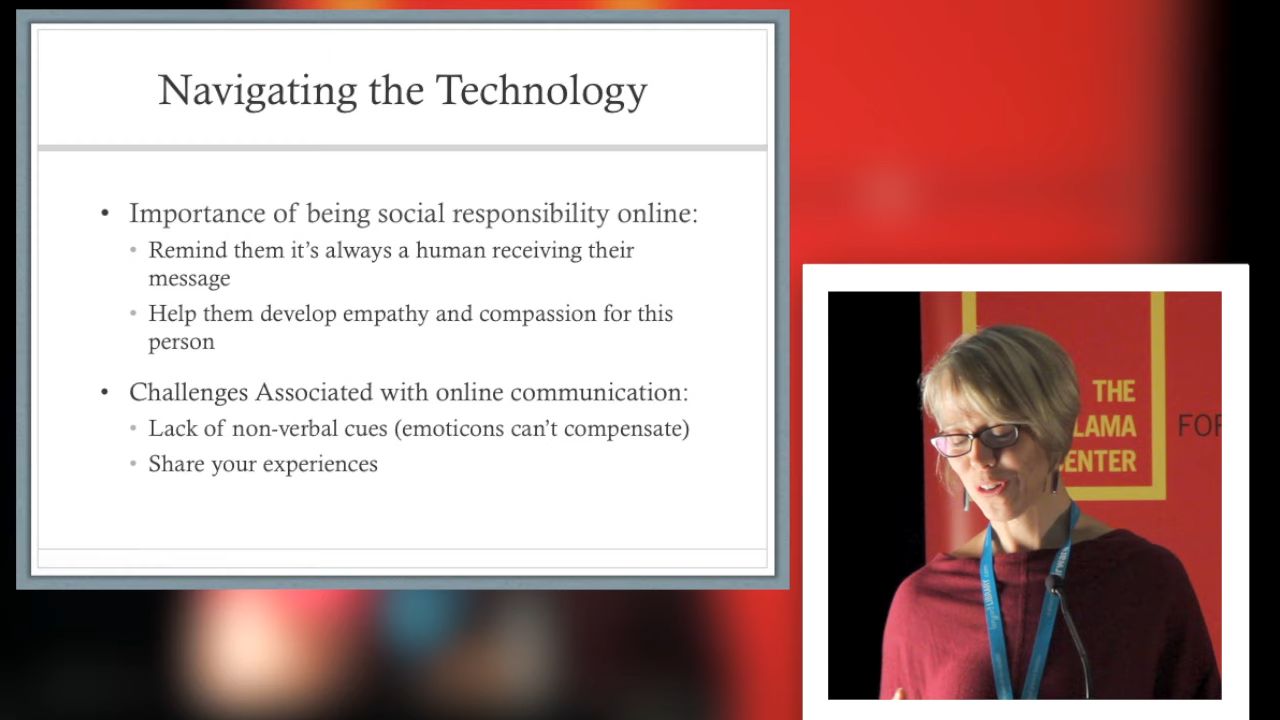 Navigating the Technology
• Importance of being social responsibility online:
• Remind them it’s always a human receiving their
message
• Help them develop empathy and compassion for this
person
• Challenges Associated with online communication:
• Lack of non-verbal cues (emoticons can’t compensate)
• Share your experiences
THE
LAMA
ENTER
FOR